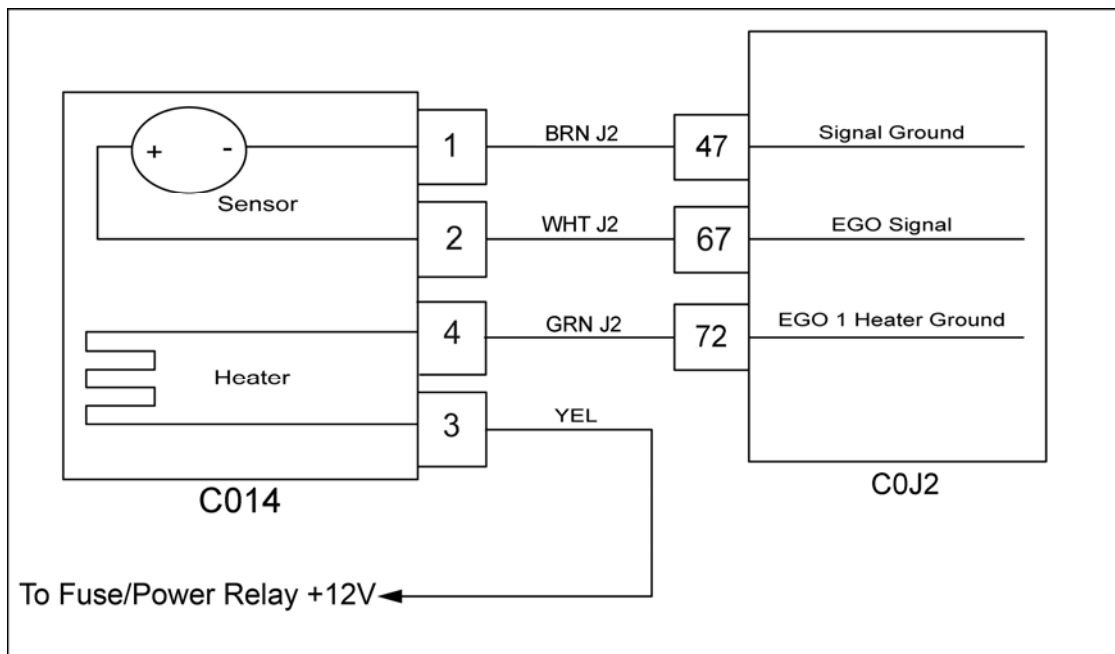 1
BRN J2
47
Signal Ground
+ -
Sensor
2
WHT J2
67
EGO Signal
4
GRN J2
72
EGO 1 Heater Ground
Heater
3
YEL
C014
C0J2
To Fuse/Power Relay +12V